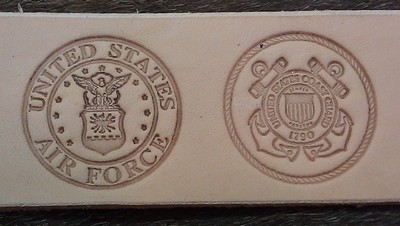 UNITED STATES
AIR FORCE
UNITED STATES COAST GUARD
1790